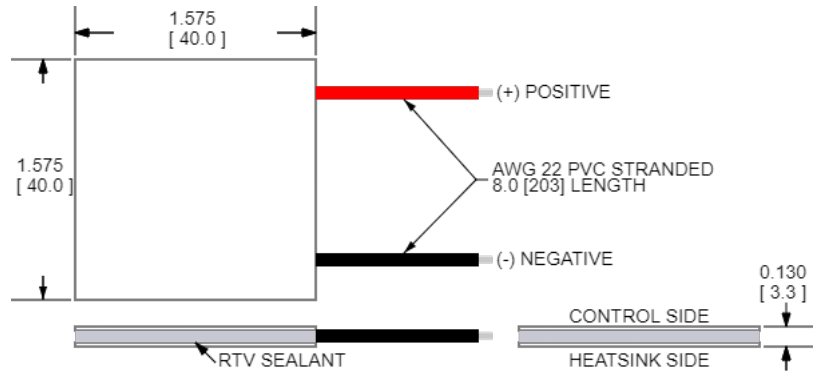 1.575
[ 40.0 ]
(+) POSITIVE
1.575
[ 40.0 ]
AWG 22 PVC STRANDED
8.0 [203] LENGTH
(-) NEGATIVE
0.130
[ 3.3 ]
CONTROL SIDE
RTV SEALANT
HEATSINK SIDE